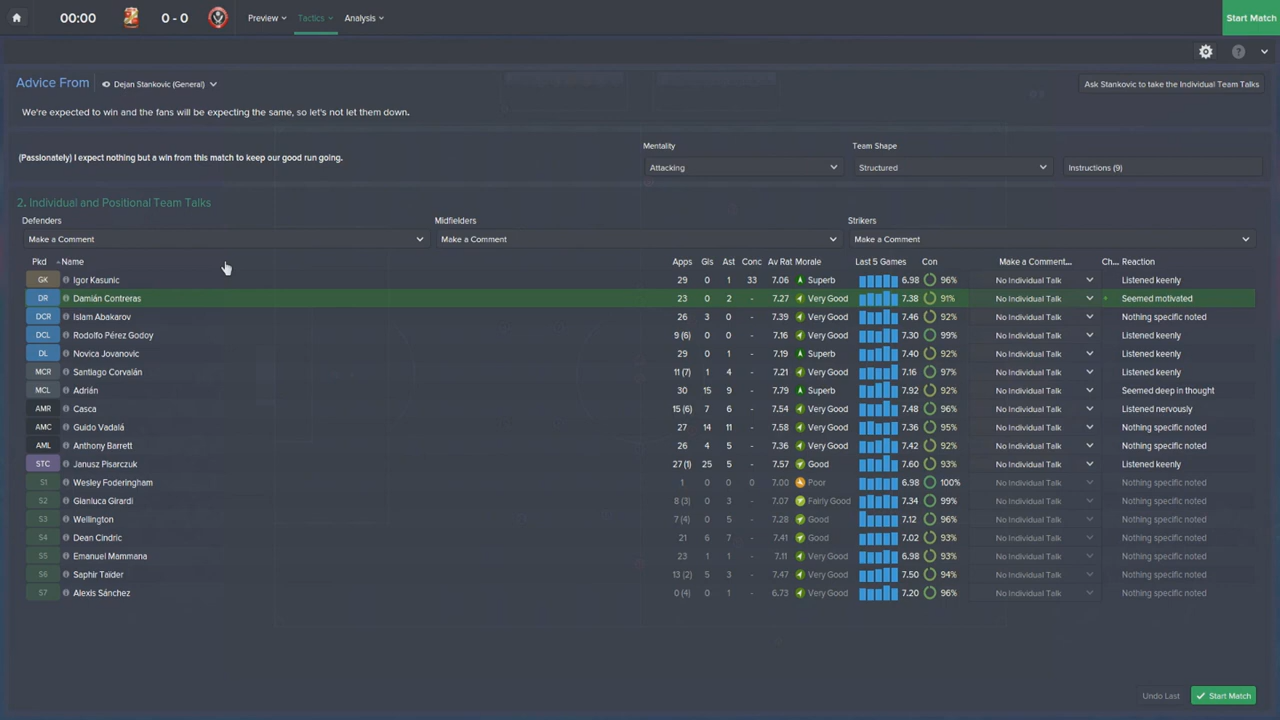 00:00 0 - 0 Preview Tactics Analysis Start Match
Advice From Dejan Stankovic (General) Ask Stankovic to take the Individual Team Talks
We're expected to win and the fans will be expecting the same, so let's not let them down.
Mentality Team Shape
(Passionately) I expect nothing but a win from this match to keep our good run going.
Attacking Structured Instructions (9)
2. Individual and Positional Team Talks
Defenders Midfielders Strikers
Make a Comment Make a Comment Make a Comment
Pkd Name Apps Gls Ast Conc Av Rat Morale Last 5 Games Con Make a Comment... Ch... Reaction
GK Igor Kasunic 29 0 1 33 7.06 Superb 6.98 96% No Individual Talk Listened keenly
DR Damián Contreras 23 0 2 - 7.27 Very Good 7.38 91% No Individual Talk Seemed motivated
DCR Islam Abakarov 26 3 0 - 7.39 Very Good 7.46 92% No Individual Talk Nothing specific noted
DCL Rodolfo Pérez Godoy 9 (6) 0 0 - 7.16 Very Good 7.30 99% No Individual Talk Listened keenly
DL Novica Jovanovic 29 0 1 - 7.19 Superb 7.40 92% No Individual Talk Listened keenly
MCR Santiago Corvalán 11 (7) 1 4 - 7.21 Very Good 7.16 97% No Individual Talk Listened keenly
MCL Adrián 30 15 9 - 7.79 Superb 7.92 92% No Individual Talk Seemed deep in thought
AMR Casca 15 (6) 7 6 - 7.54 Very Good 7.48 96% No Individual Talk Listened nervously
AMC Guido Vadalá 27 14 11 - 7.58 Very Good 7.36 95% No Individual Talk Nothing specific noted
AML Anthony Barrett 26 4 5 - 7.36 Very Good 7.42 92% No Individual Talk Nothing specific noted
STC Janusz Pisarczuk 27 (1) 25 5 - 7.57 Good 7.60 93% No Individual Talk Listened keenly
S1 Wesley Foderingham 1 0 0 0 7.00 Poor 6.98 100% No Individual Talk Nothing specific noted
S2 Gianluca Girardi 8 (3) 0 3 - 7.07 Fairly Good 7.34 99% No Individual Talk Nothing specific noted
S3 Wellington 7 (4) 0 5 - 7.28 Good 7.12 96% No Individual Talk Nothing specific noted
S4 Dean Cindric 21 6 7 - 7.41 Good 7.02 93% No Individual Talk Nothing specific noted
S5 Emanuel Mammana 23 1 1 - 7.11 Very Good 6.98 93% No Individual Talk Nothing specific noted
S6 Saphir Taïder 13 (2) 5 3 - 7.47 Very Good 7.50 94% No Individual Talk Nothing specific noted
S7 Alexis Sánchez 0 (4) 0 1 - 6.73 Very Good 7.20 96% No Individual Talk Nothing specific noted
Undo Last Start Match